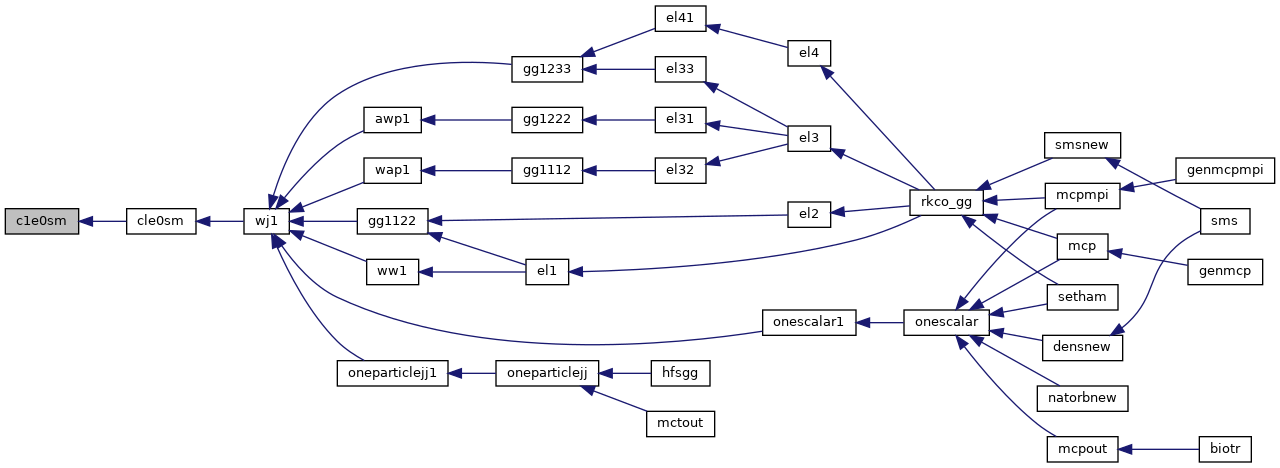 el41
el4
gg1233
el33
awp1
gg1222
el31
el3
smsnew
wap1
gg1112
el32
genmcpmpi
mcpmpi
rkco_gg
c1e0sm
cle0sm
wj1
gg1122
el2
sms
mcp
ww1
el1
genmcp
setham
onescalar1
onescalar
densnew
oneparticlejj1
oneparticlejj
hfsgg
natorbnew
mctout
mcpout
biotr